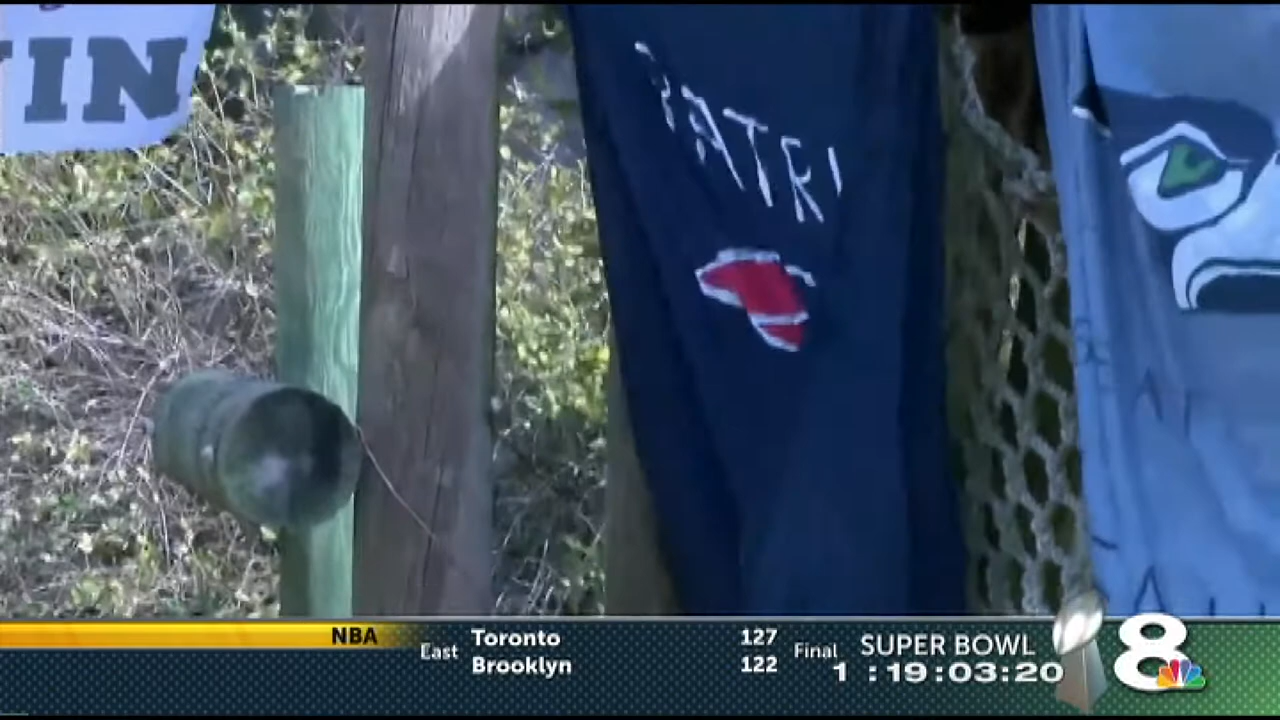 IN
PATRI
NBA
East
Toronto 127
Brooklyn 122
Final
SUPER BOWL
1 :19:03:20
8